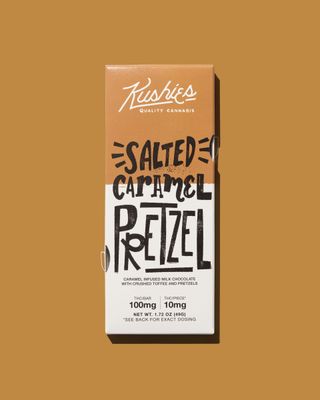 Kushies
QUALITY CANNABIS
SALTED
CARAMEL
PRETZEL
CARAMEL INFUSED MILK CHOCOLATE
WITH CRUSHED TOFFEE AND PRETZELS
THC/BAR THC/PIECE*
100mg 10mg
NET WT. 1.72 OZ (49G)
*SEE BACK FOR EXACT DOSING